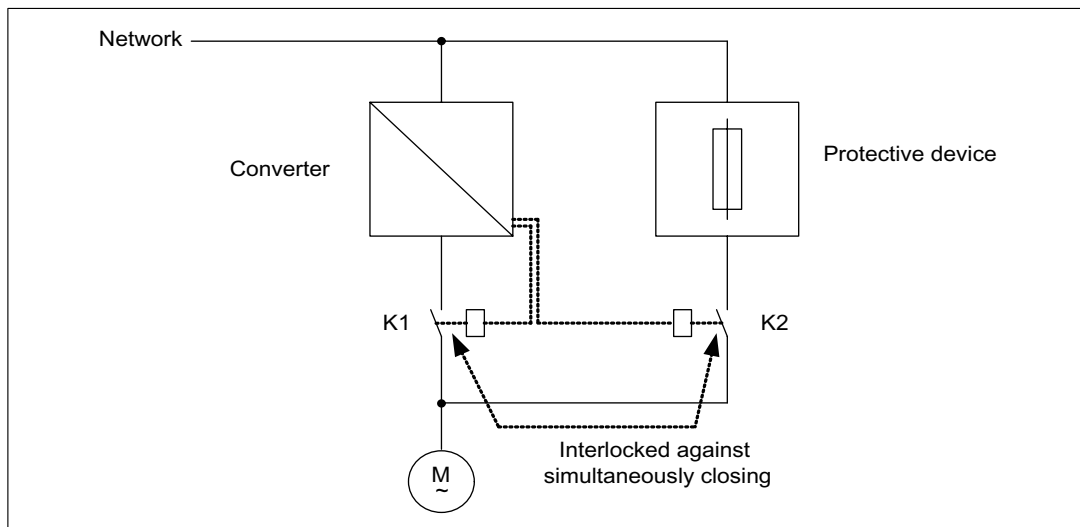 Network
Converter
Protective device
K1
K2
Interlocked against
simultaneously closing
M
~